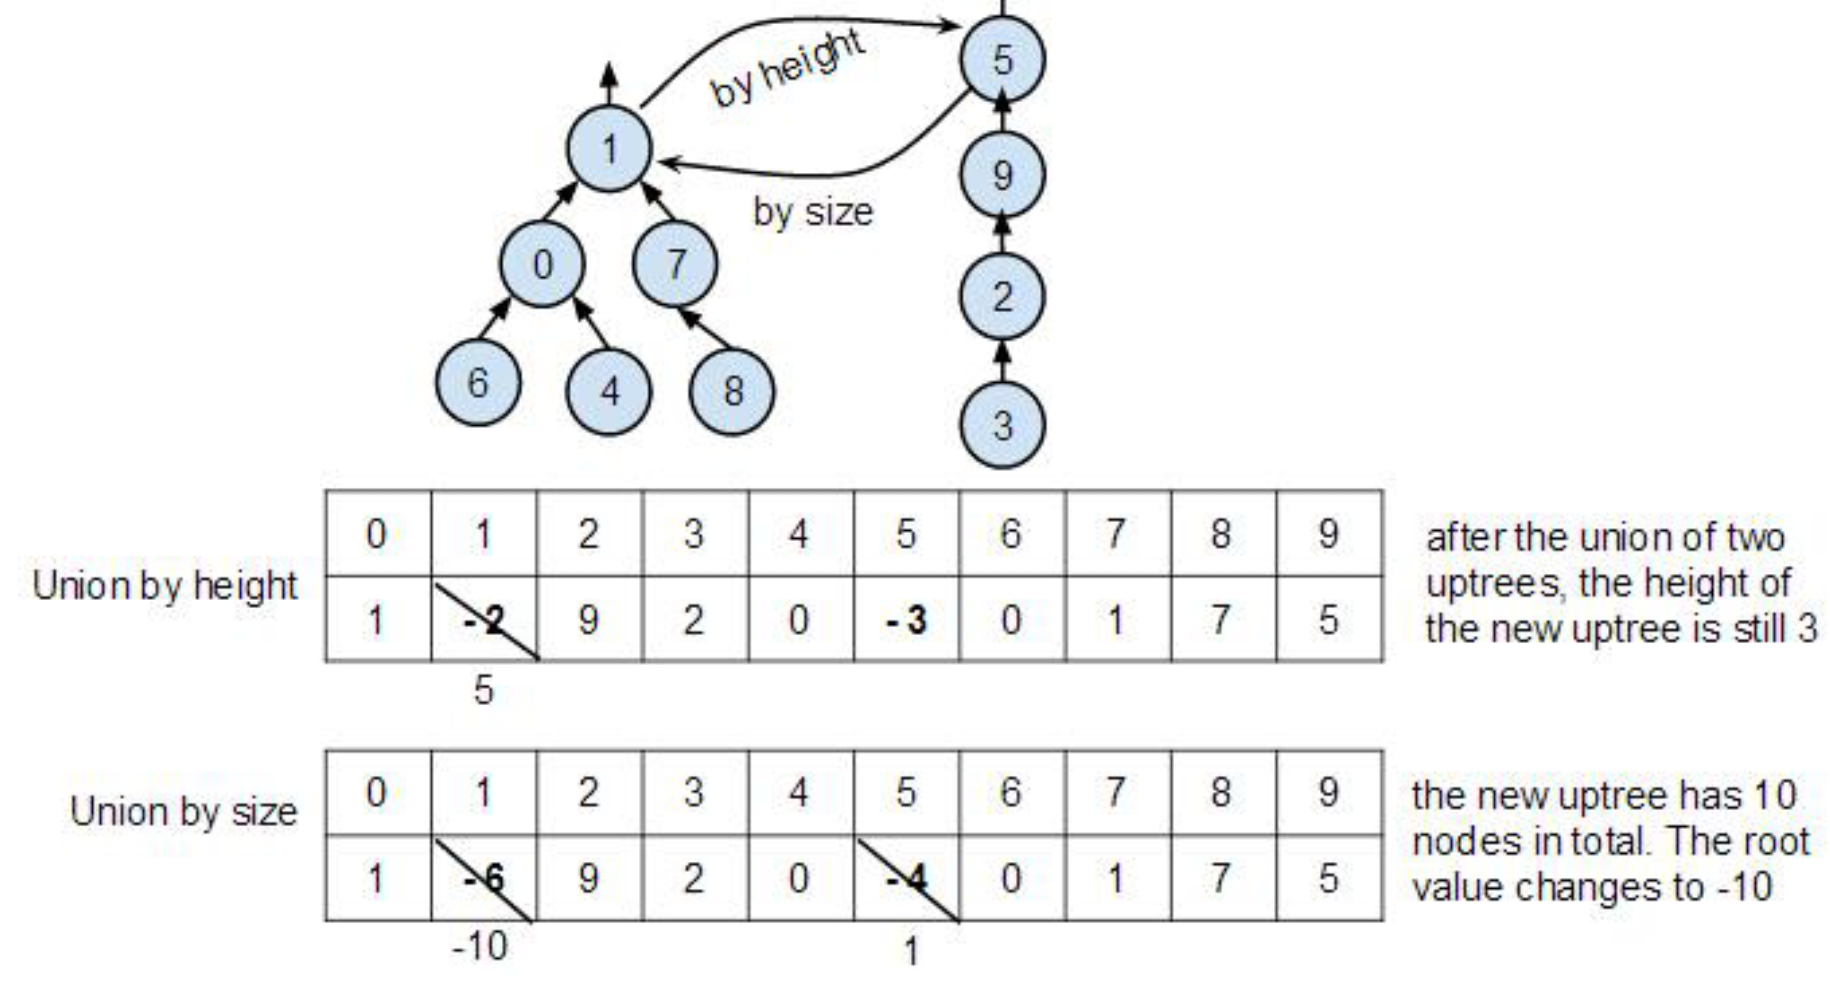 5
by height
1
9
by size
0
7
2
6
4
8
3
0 1 2 3 4 5 6 7 8 9
Union by height
1 -2 9 2 0 -3 0 1 7 5
5
after the union of two
uptrees, the height of
the new uptree is still 3
0 1 2 3 4 5 6 7 8 9
Union by size
1 -6 9 2 0 -4 0 1 7 5
-10 1
the new uptree has 10
nodes in total. The root
value changes to -10